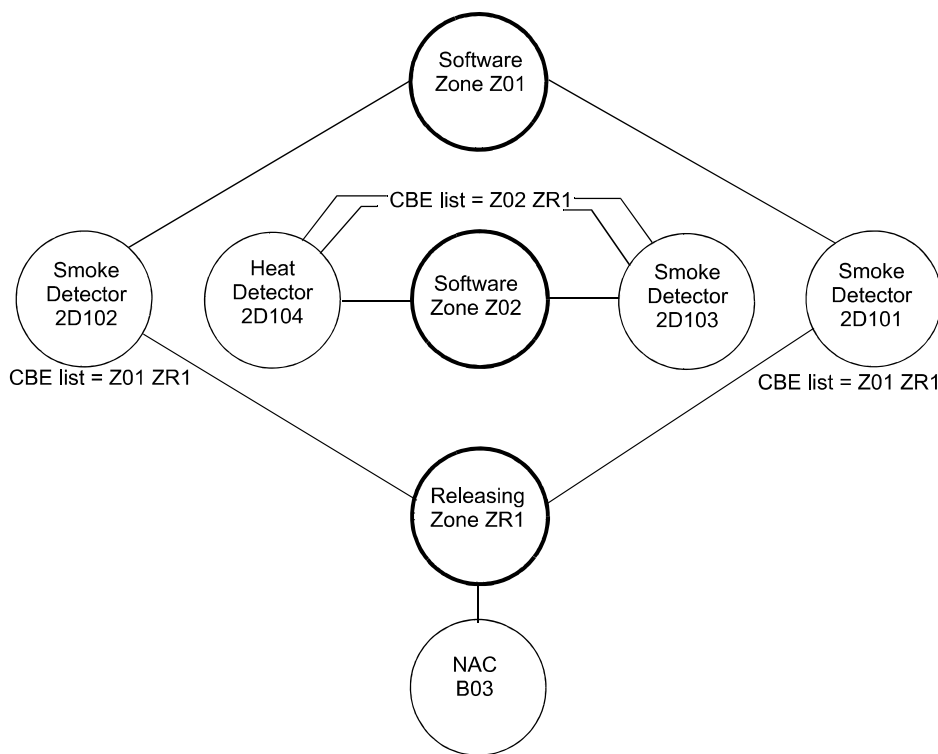 Software
Zone Z01
CBE list = Z02 ZR1
Smoke
Detector
2D102
Heat
Detector
2D104
Software
Zone Z02
Smoke
Detector
2D103
Smoke
Detector
2D101
CBE list = Z01 ZR1
CBE list = Z01 ZR1
Releasing
Zone ZR1
NAC
B03